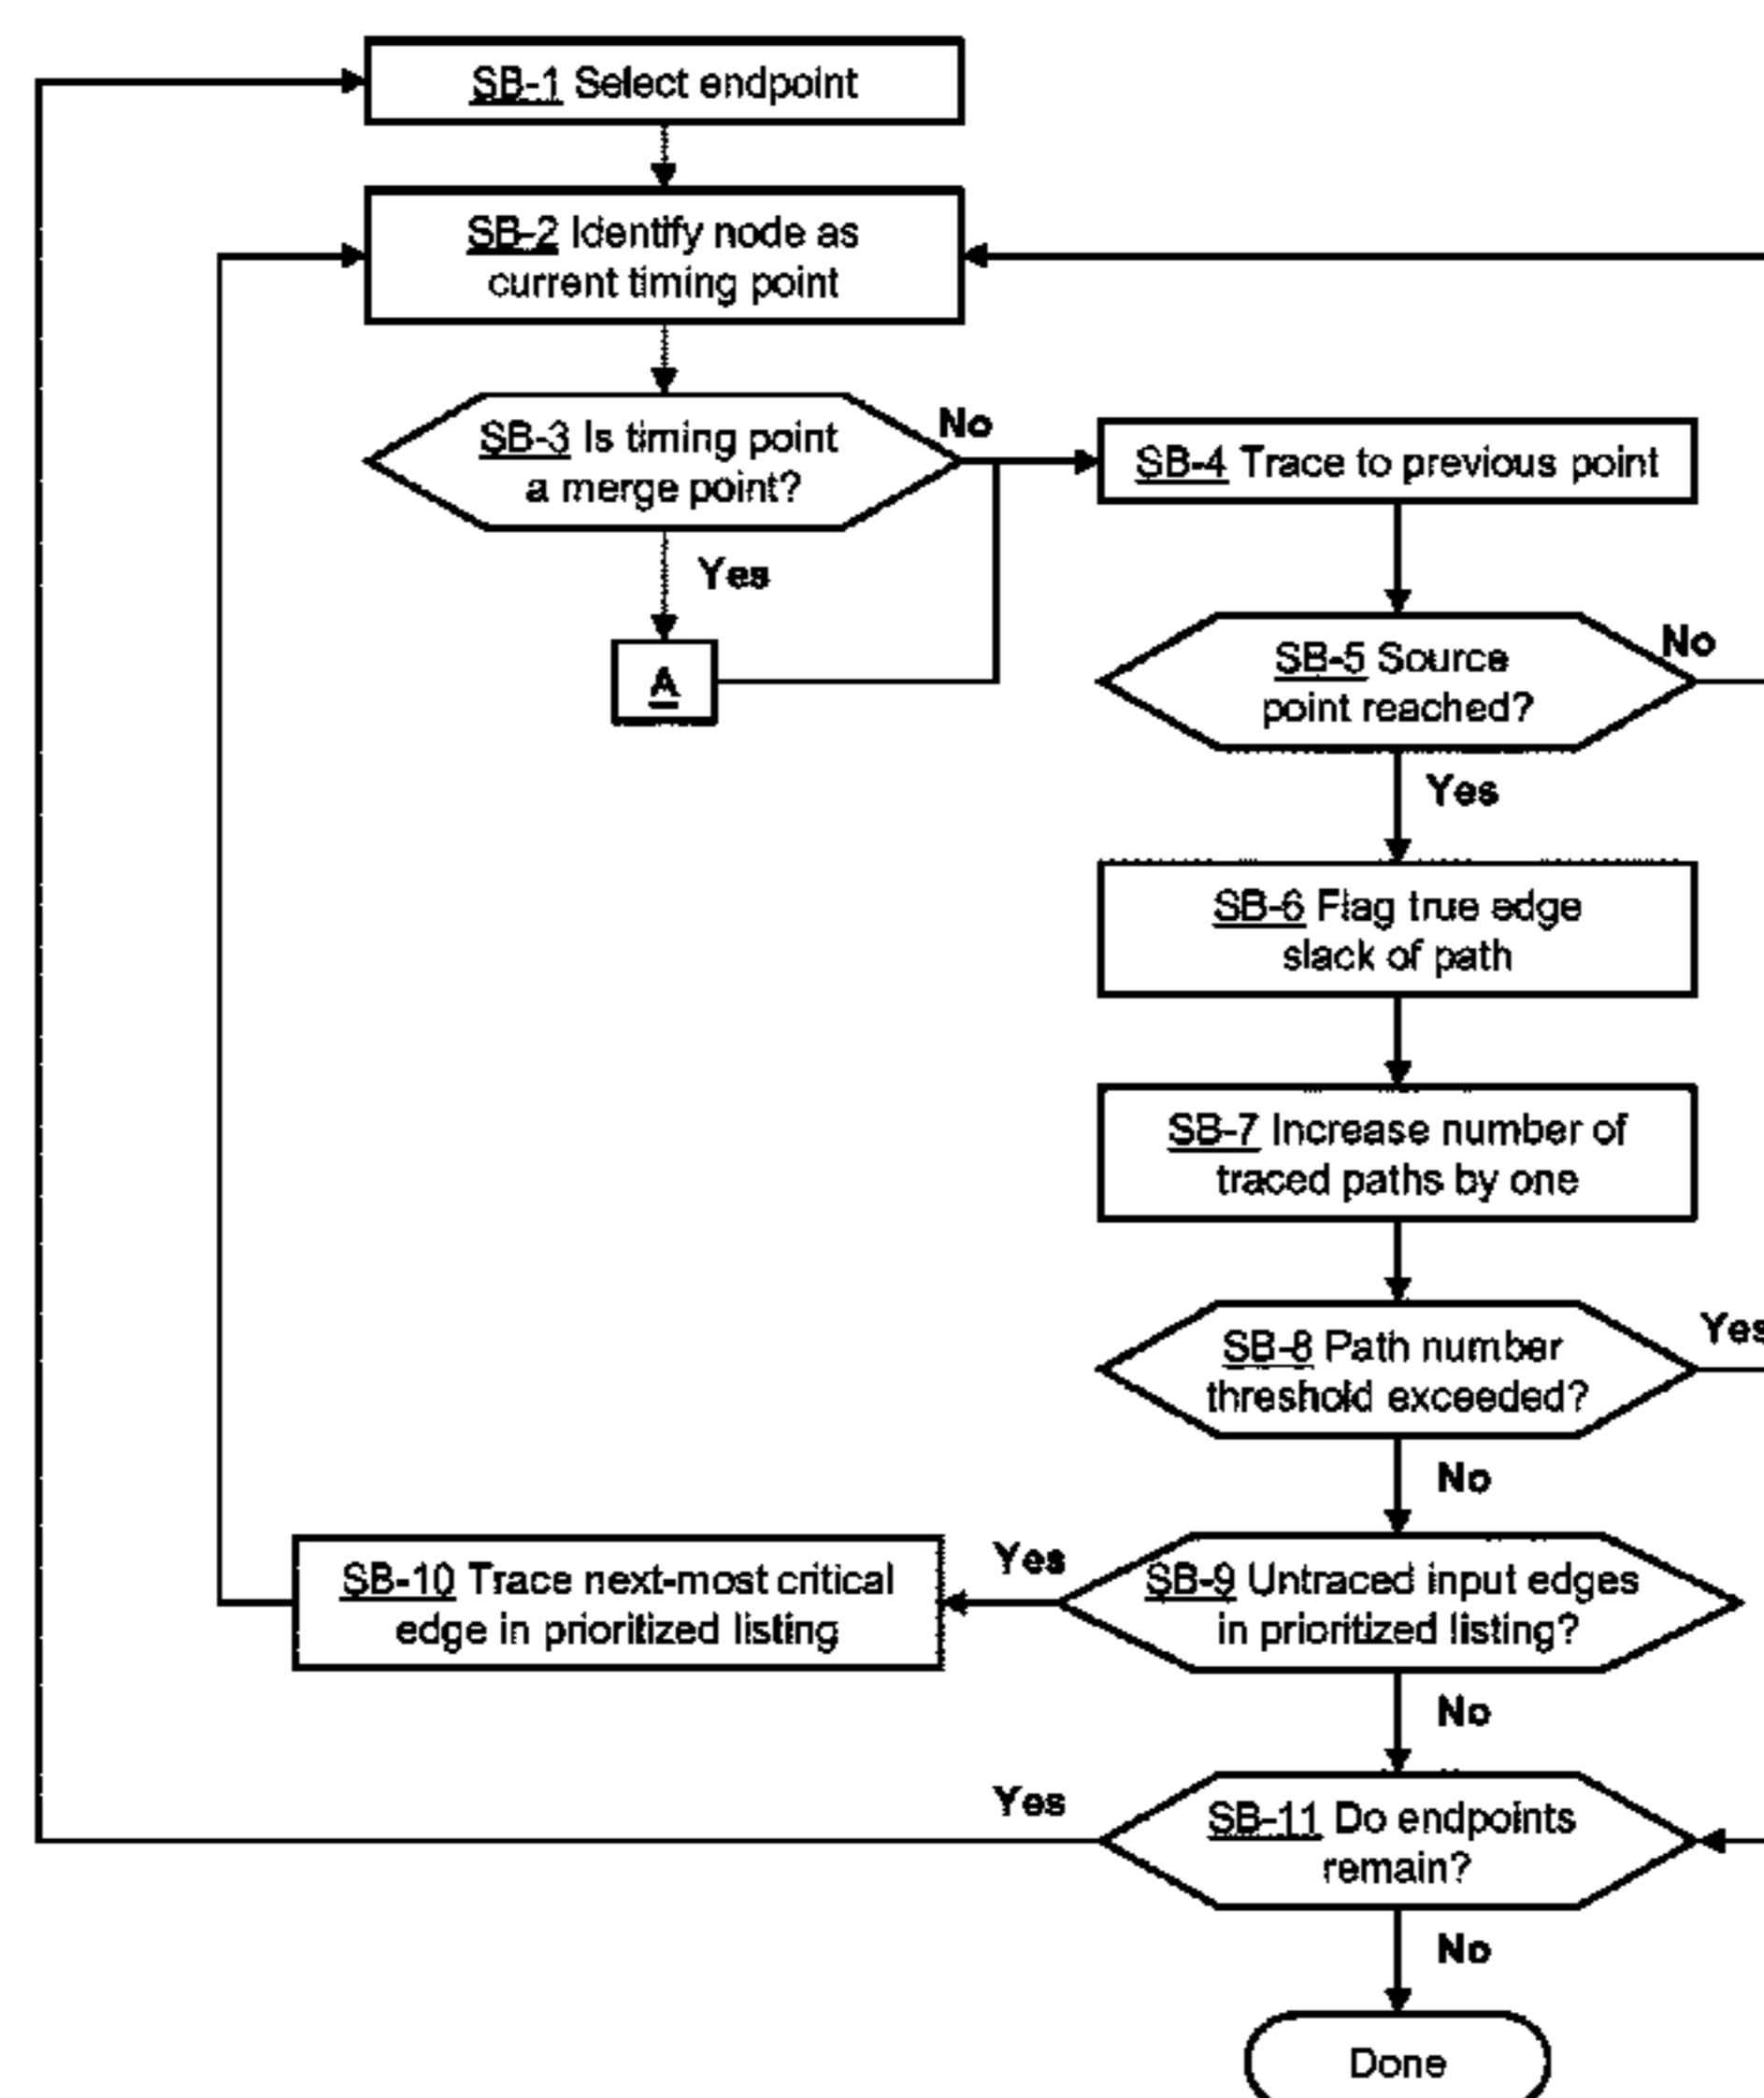 SB-1 Select endpoint
SB-2 Identify node as
current timing point
SB-3 Is timing point
a merge point?
No
SB-4 Trace to previous point
Yes
A
SB-5 Source
point reached?
No
Yes
SB-6 Flag true edge
slack of path
SB-7 Increase number of
traced paths by one
SB-8 Path number
threshold exceeded?
Yes
No
SB-9 Untraced input edges
in prioritized listing?
Yes
SB-10 Trace next-most critical
edge in prioritized listing
No
SB-11 Do endpoints
remain?
Yes
No
Done